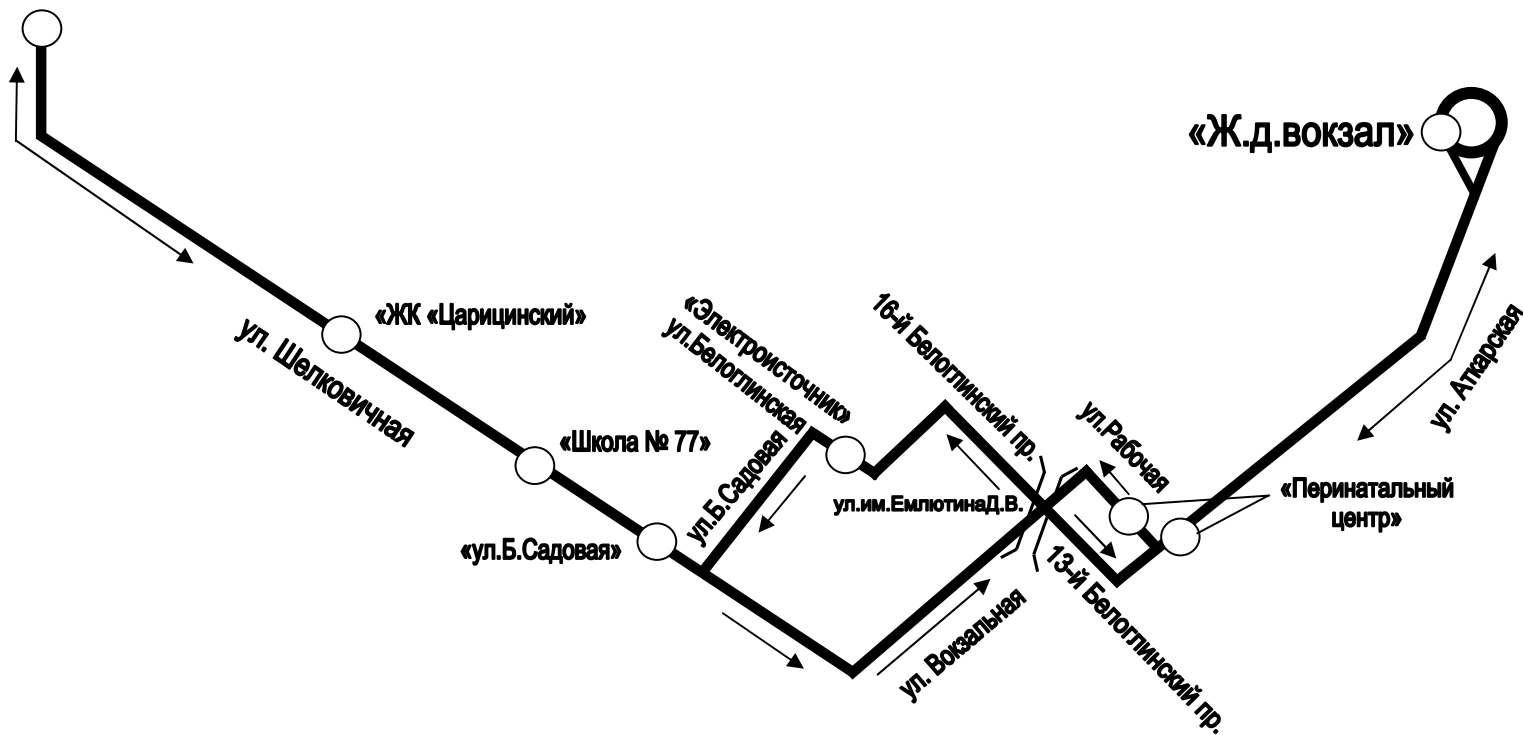 «Ж.д.вокзал»
«ЖК «Царицинский»
ул. Шелковичная
«Электроисточник»
ул.Белоглинская
16-й Белоглинский пр.
ул. Аткарская
ул.Рабочая
«Школа № 77»
ул.Б.Садовая
ул.им.ЕмлютинаД.В.
«Перинатальный
центр»
«ул.Б.Садовая»
13-й Белоглинский пр.
ул. Вокзальная